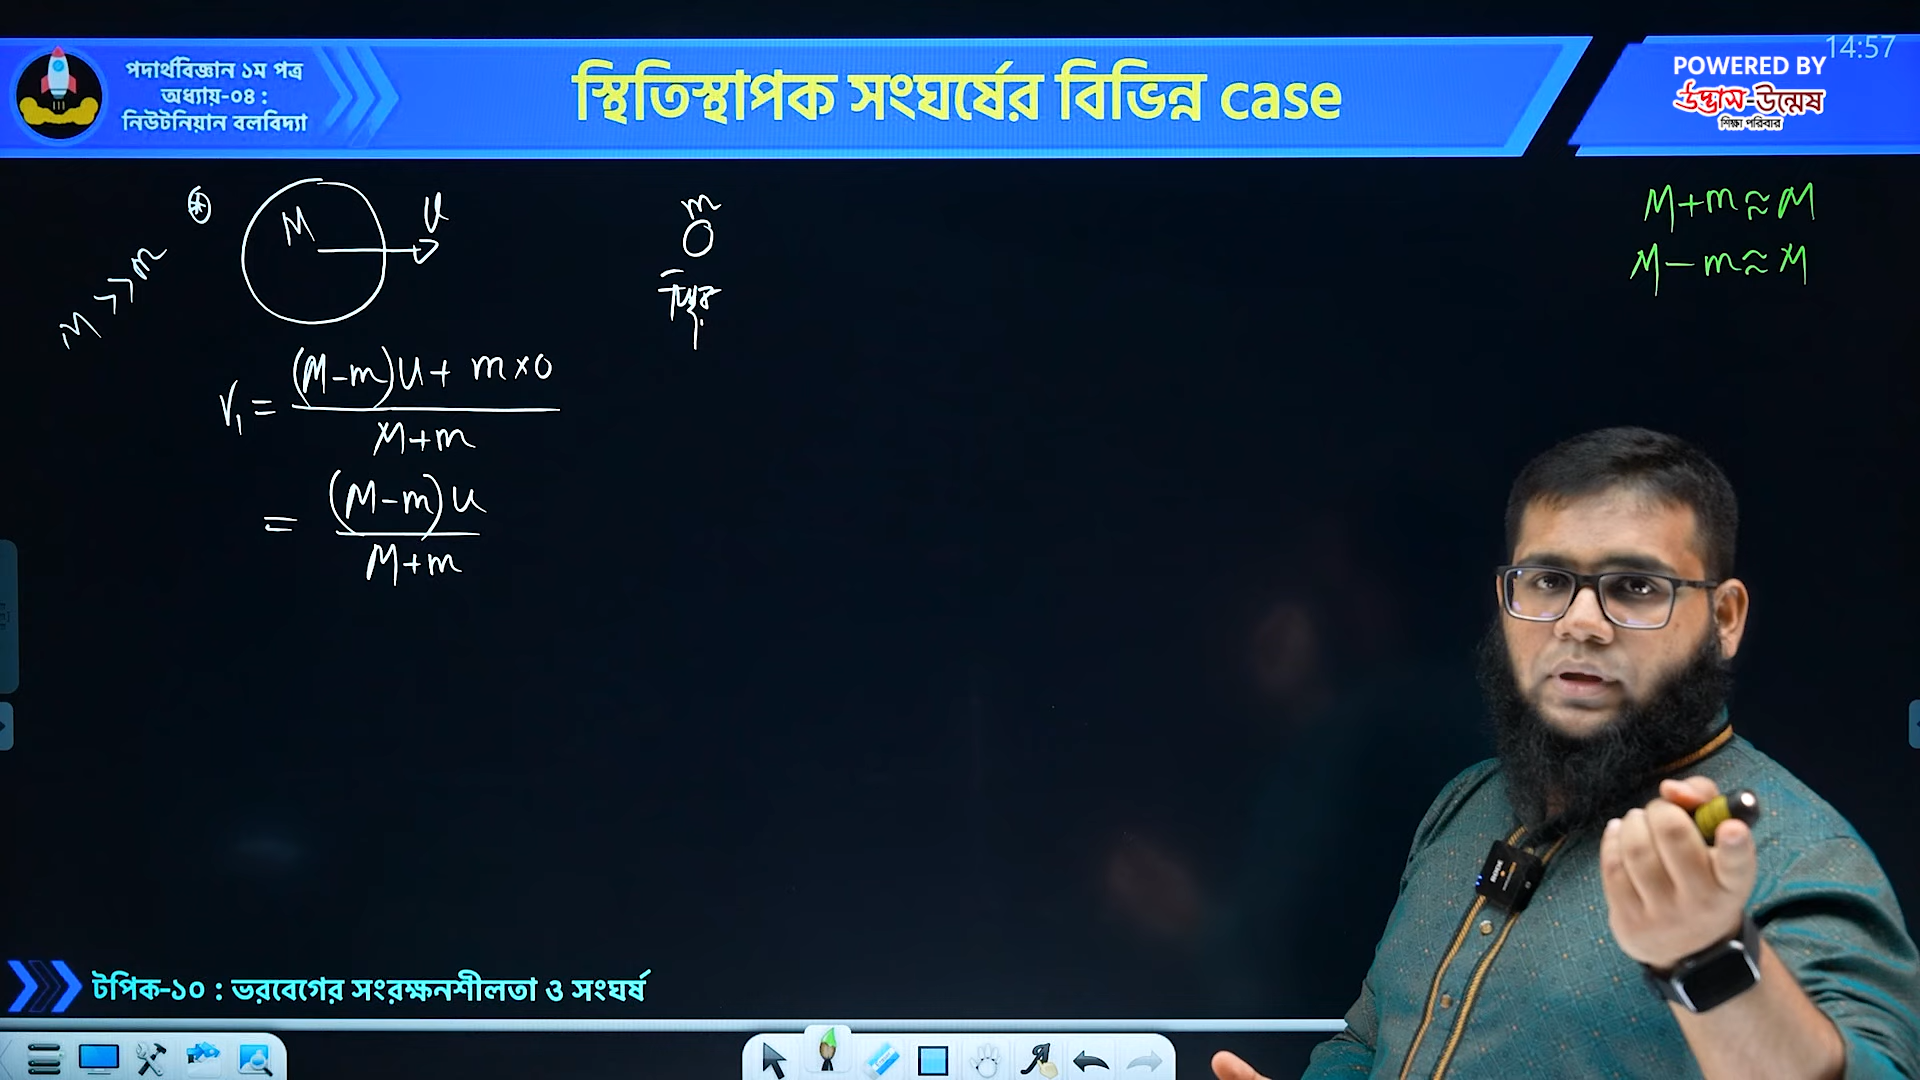 14:57
পদার্থবিজ্ঞান ১ম পত্র
অধ্যায়-০৪ :
নিউটনিয়ান বলবিদ্যা
স্থিতিস্থাপক সংঘর্ষের বিভিন্ন case
POWERED BY
উদ্ভাস-উন্মেষ
শিক্ষা পরিবার
M >> m
M
u
m
স্থির
M+m≈M
M-m≈M
V₁ = (M-m)u + m×0 / M+m
= (M-m)u / M+m
RODE
টপিক-১০ : ভরবেগের সংরক্ষনশীলতা ও সংঘর্ষ